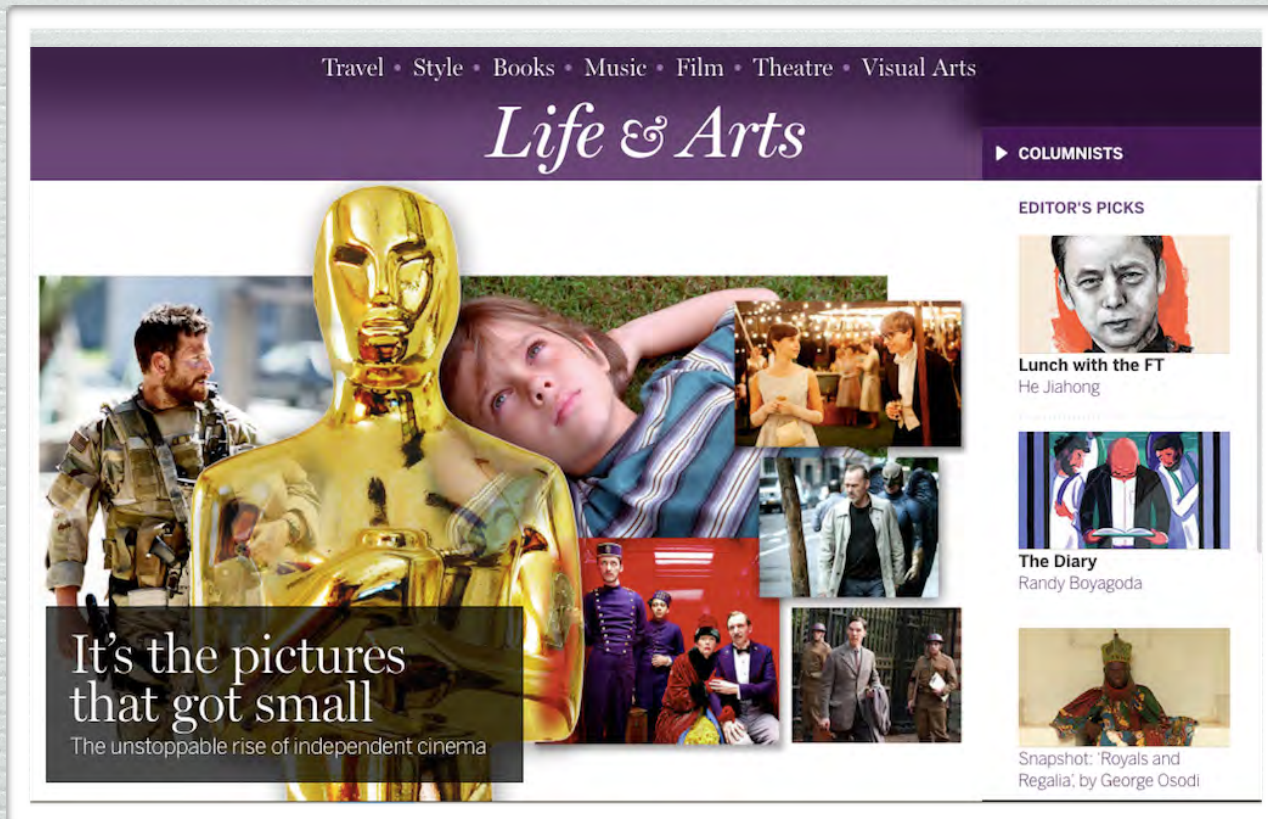 Travel • Style • Books • Music • Film • Theatre • Visual Arts
Life & Arts
COLUMNISTS
EDITOR'S PICKS
Lunch with the FT
He Jiahong
The Diary
Randy Boyagoda
Snapshot: ‘Royals and
Regalia’, by George Osodi
It’s the pictures
that got small
The unstoppable rise of independent cinema